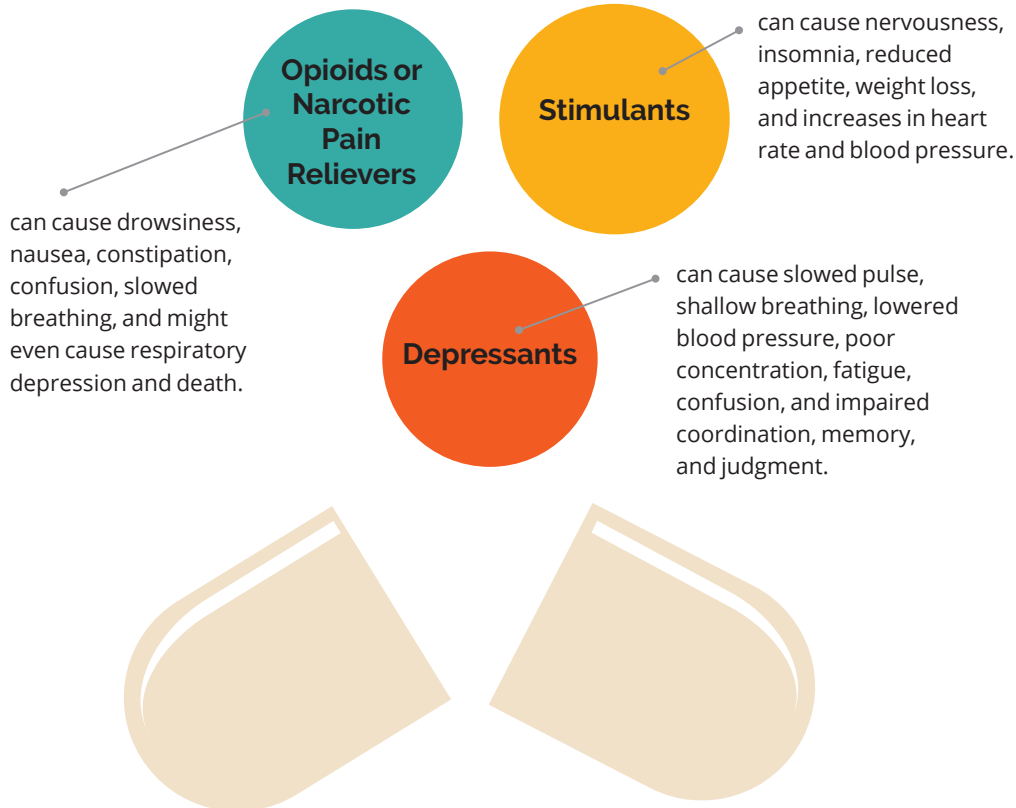 Opioids or
Narcotic
Pain
Relievers
can cause drowsiness,
nausea, constipation,
confusion, slowed
breathing, and might
even cause respiratory
depression and death.
Stimulants
can cause nervousness,
insomnia, reduced
appetite, weight loss,
and increases in heart
rate and blood pressure.
Depressants
can cause slowed pulse,
shallow breathing, lowered
blood pressure, poor
concentration, fatigue,
confusion, and impaired
coordination, memory,
and judgment.